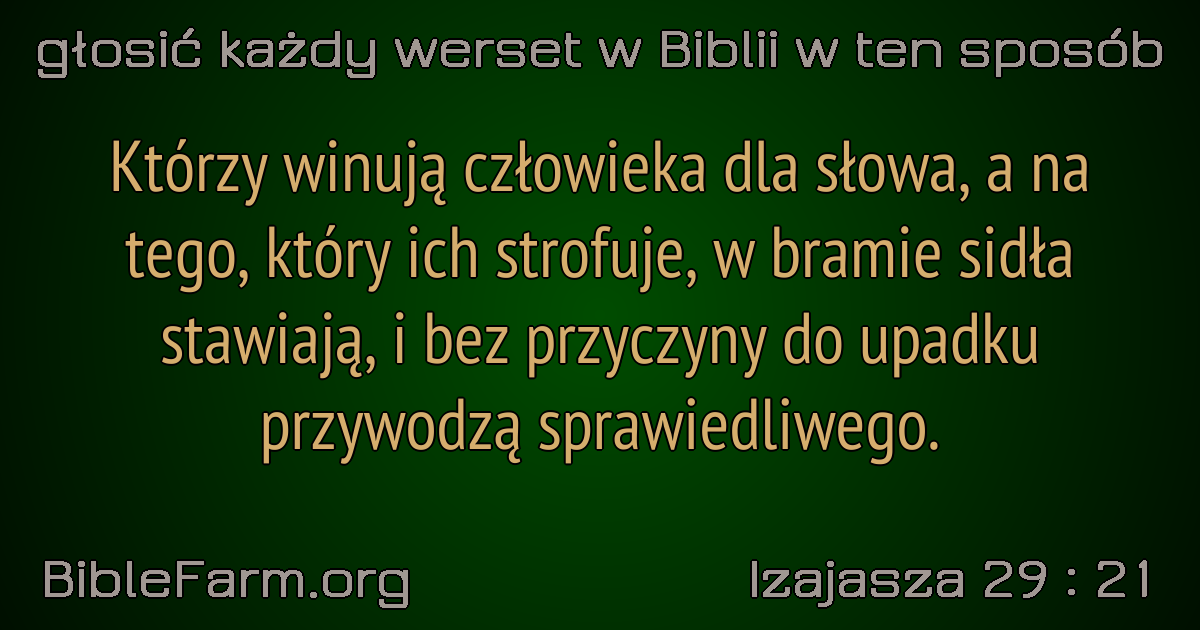 głosić każdy werset w Biblii w ten sposób
Którzy winują człowieka dla słowa, a na
tego, który ich strofuje, w bramie sidła
stawiają, i bez przyczyny do upadku
przywodzą sprawiedliwego.
BibleFarm.org
Izajasza 29 : 21